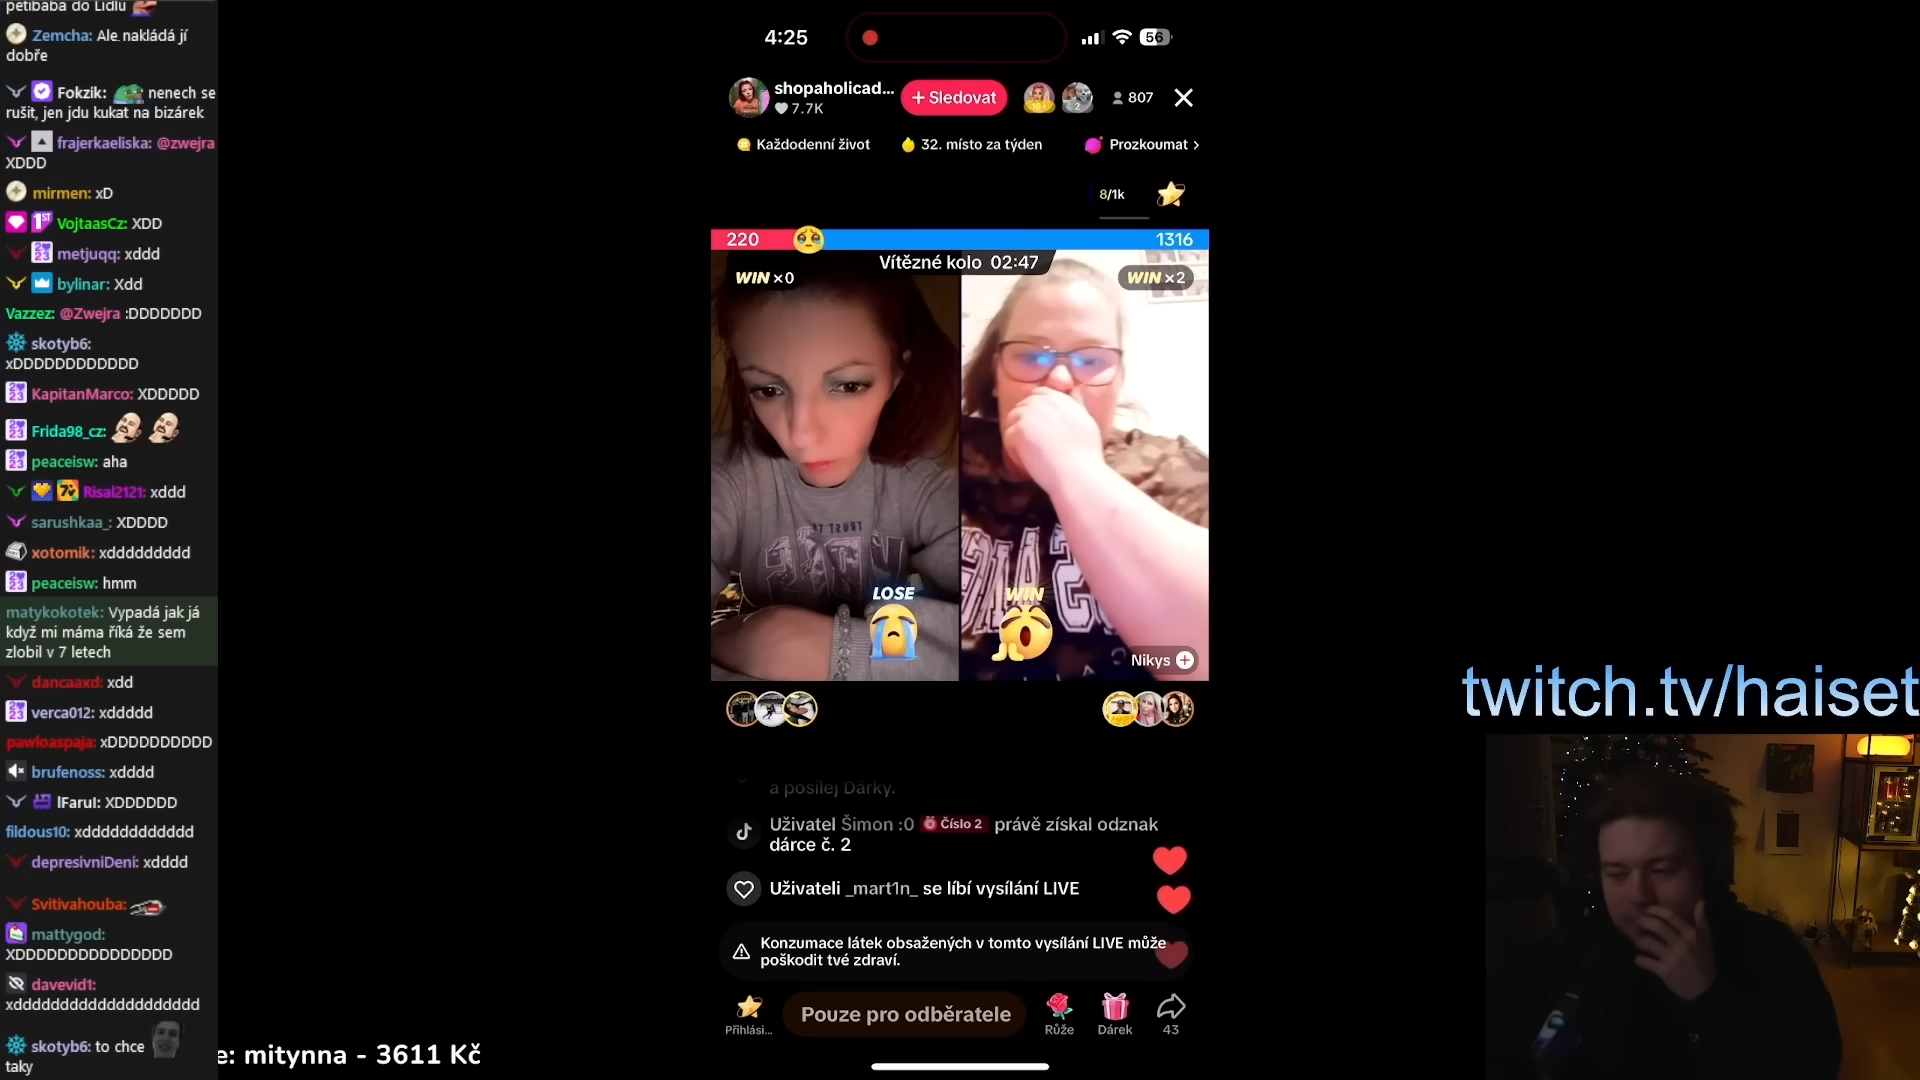 petibaba do Lidlu
Zemcha: Ale nakládá jí
dobře
Fokzik: nenech se
rušit, jen jdu kukat na bizárek
frajerkaeliska: @zwejra
XDDD
mirmen: xD
VojtaasCz: XDD
metjuqq: xddd
bylinar: Xdd
Vazzez: @Zwejra :DDDDDDD
skotyb6:
xDDDDDDDDDDDD
KapitanMarco: XDDDDD
Frida98_cz:
peaceisw: aha
Risal2121: xddd
sarushkaa_: XDDDD
xotomik: xddddddddd
peaceisw: hmm
matykokotek: Vypadá jak já
když mi máma říká že sem
zlobil v 7 letech
dancaaxd: xdd
verca012: xddddd
pawloaspaja: xDDDDDDDDDD
brufenoss: xdddd
lFarul: XDDDDDD
fildous10: xdddddddddddd
depresivniDeni: xdddd
Svitivahouba:
mattygod:
XDDDDDDDDDDDDDDD
davevid1:
xdddddddddddddddddddd
skotyb6: to chce
taky
e: mitynna - 3611 Kč
4:25
56
shopaholicad...
7.7K
+ Sledovat
807
Každodenní život
32. místo za týden
Prozkoumat >
8/1k
220
1316
Vítězné kolo 02:47
WIN ×0
WIN ×2
LOSE
WIN
Nikys
a posílej Dárky.
Uživatel Šimon :0 Číslo 2 právě získal odznak
dárce č. 2
Uživateli _mart1n_ se líbí vysílání LIVE
Konzumace látek obsažených v tomto vysílání LIVE může
poškodit tvé zdraví.
Přihlási...
Pouze pro odběratele
Růže
Dárek
43
twitch.tv/haiset